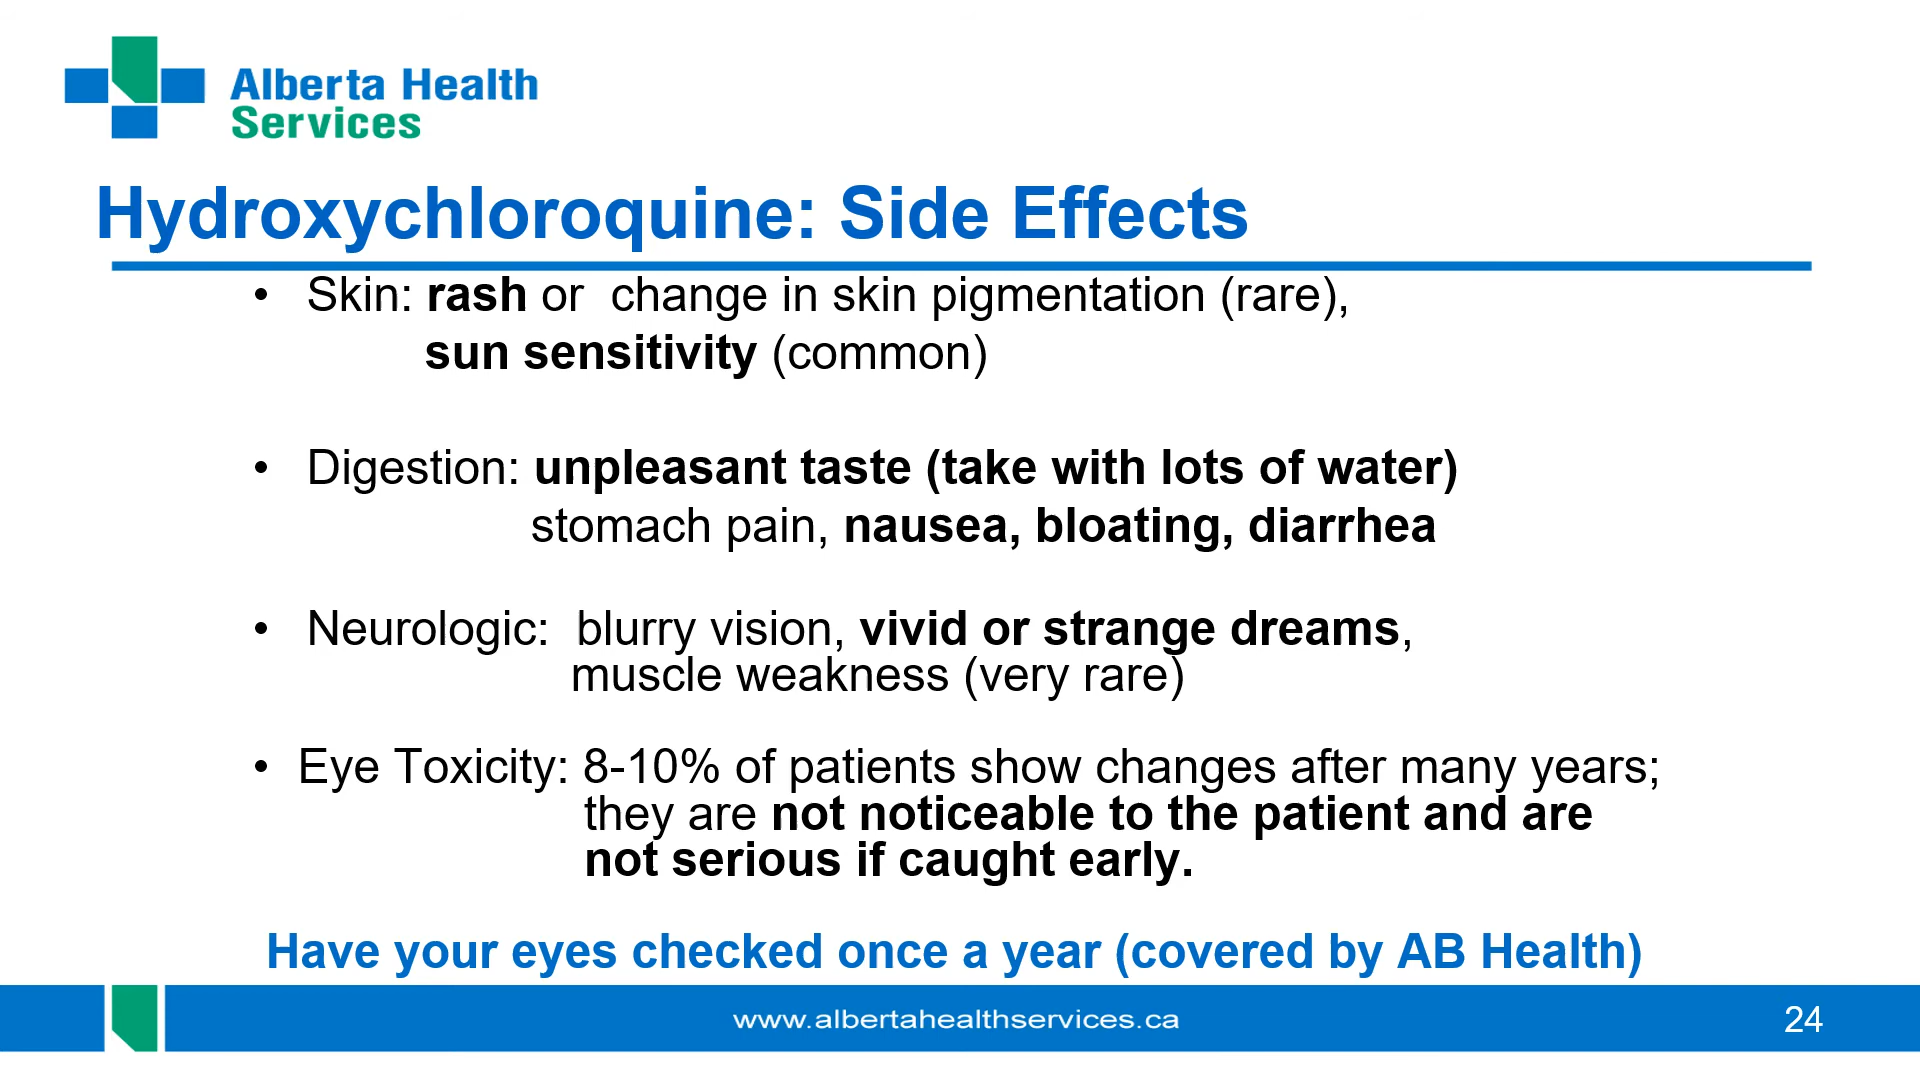 Alberta Health
Services
Hydroxychloroquine: Side Effects
• Skin: rash or change in skin pigmentation (rare),
sun sensitivity (common)
• Digestion: unpleasant taste (take with lots of water)
stomach pain, nausea, bloating, diarrhea
• Neurologic: blurry vision, vivid or strange dreams,
muscle weakness (very rare)
• Eye Toxicity: 8-10% of patients show changes after many years;
they are not noticeable to the patient and are
not serious if caught early.
Have your eyes checked once a year (covered by AB Health)
www.albertahealthservices.ca
24